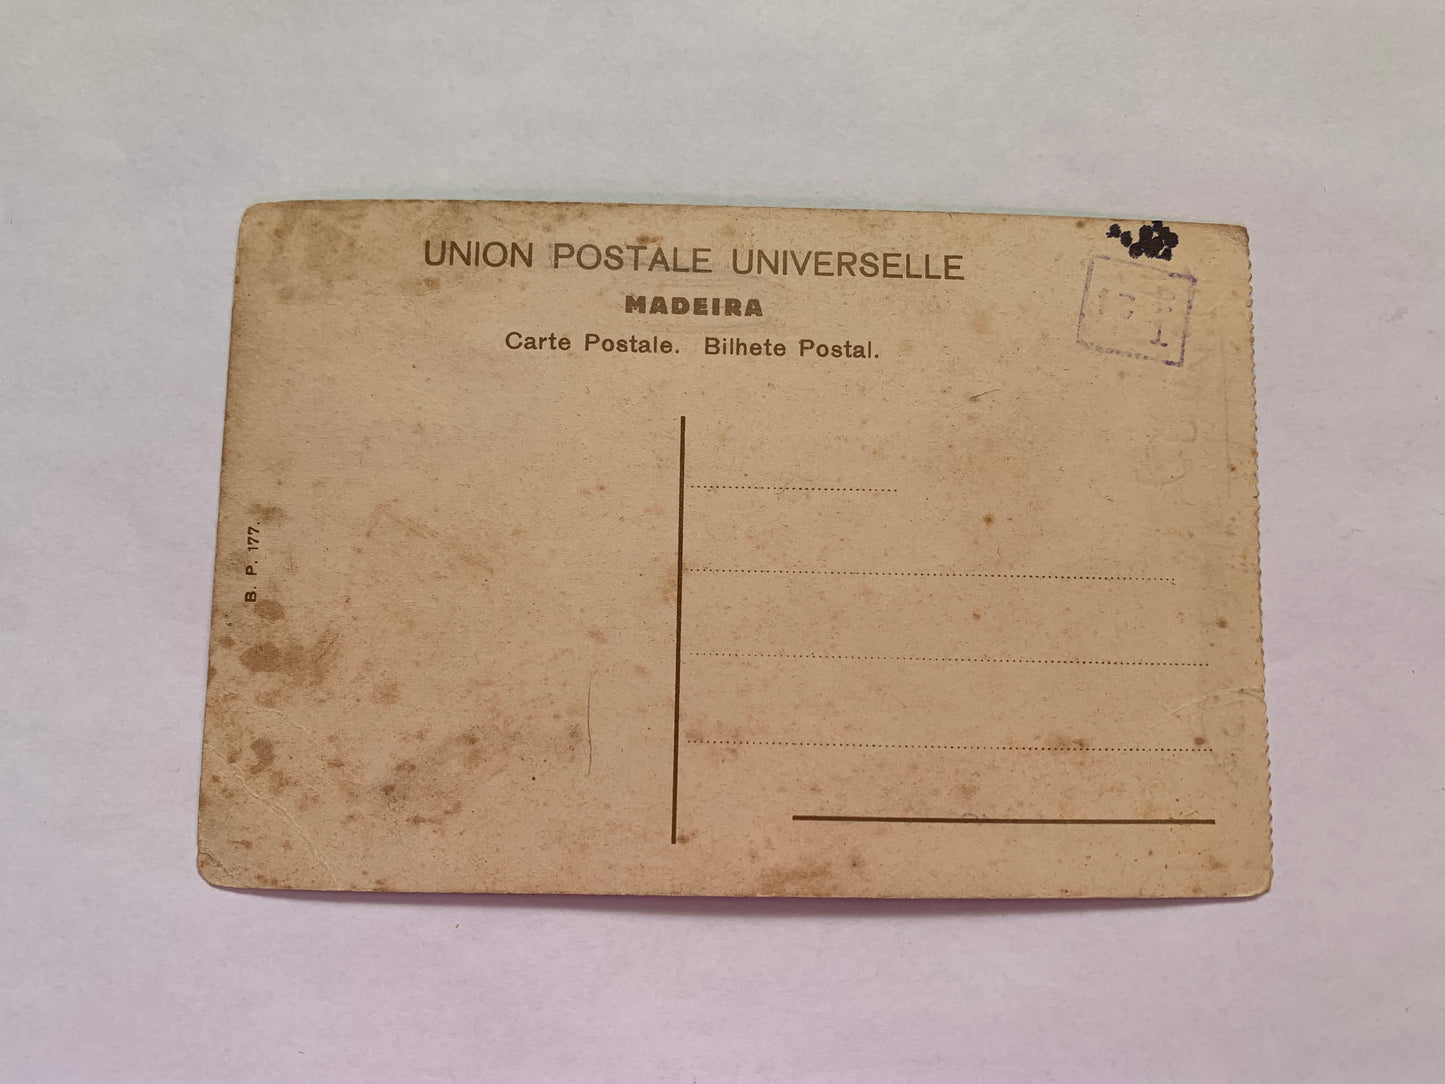 UNION POSTALE UNIVERSELLE
MADEIRA
Carte Postale. Bilhete Postal.
B. P. 177.
T